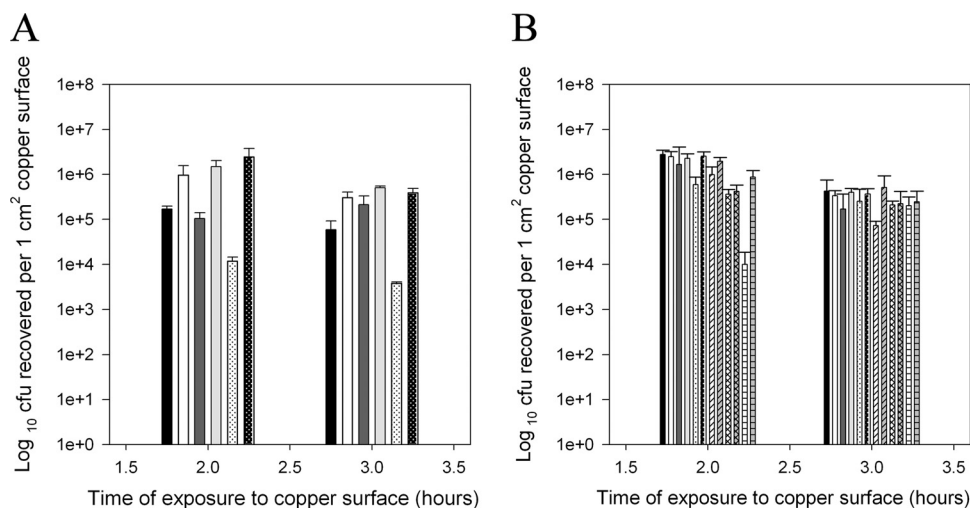 A
Log 10 cfu recovered per 1 cm2 copper surface
1e+8
1e+7
1e+6
1e+5
1e+4
1e+3
1e+2
1e+1
1e+0
1.5 2.0 2.5 3.0 3.5
Time of exposure to copper surface (hours)
B
Log 10 cfu recovered per 1 cm2 copper surface
1e+8
1e+7
1e+6
1e+5
1e+4
1e+3
1e+2
1e+1
1e+0
1.5 2.0 2.5 3.0 3.5
Time of exposure to copper surface (hours)